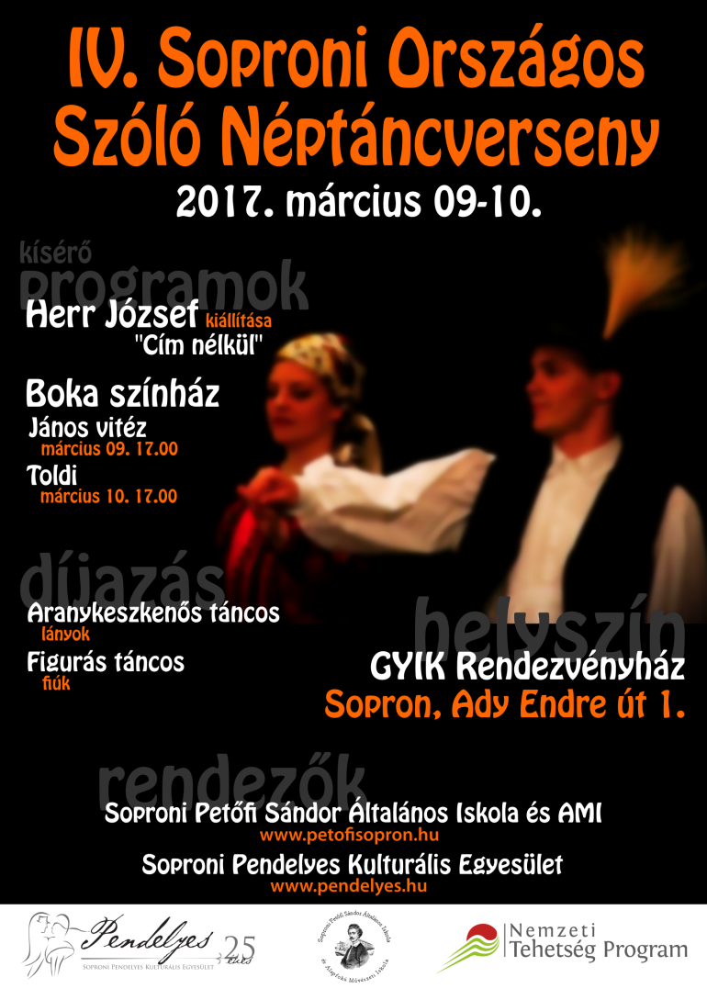 IV. Soproni Országos
Szóló Néptáncverseny
2017. március 09-10.
kísérő
programok
Herr József kiállítása
"Cím nélkül"
Boka színház
János vitéz
március 09. 17.00
Toldi
március 10. 17.00
díjazás
Aranykeszkenős táncos
lányok
Figurás táncos
fiúk
helyszín
GYIK Rendezvényház
Sopron, Ady Endre út 1.
rendezők
Soproni Petőfi Sándor Általános Iskola és AMI
www.petofisopron.hu
Soproni Pendelyes Kulturális Egyesület
www.pendelyes.hu
Pendelyes 25 éves
SOPRONI PENDELYES KULTURÁLIS EGYESÜLET
Soproni Petőfi Sándor Általános Iskola
és Alapfokú Művészeti Iskola
Nemzeti
Tehetség Program